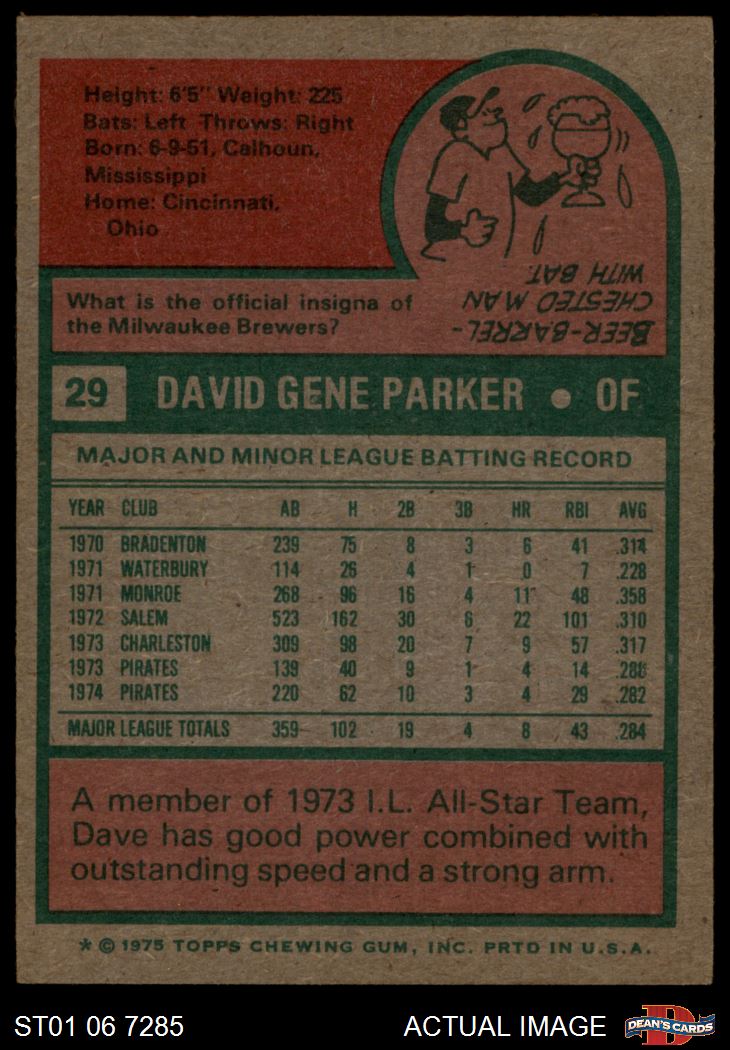 Height: 6'5" Weight: 225
Bats: Left Throws: Right
Born: 6-9-51, Calhoun,
Mississippi
Home: Cincinnati,
Ohio
What is the official insigna of
the Milwaukee Brewers?
BEER-BARREL-
CHESTED MAN
WITH BAT.
29 DAVID GENE PARKER • OF
MAJOR AND MINOR LEAGUE BATTING RECORD
YEAR CLUB AB H 2B 3B HR RBI AVG
1970 BRADENTON 239 75 8 3 6 41 .314
1971 WATERBURY 114 26 4 1 0 7 .228
1971 MONROE 268 96 16 4 11 48 .358
1972 SALEM 523 162 30 6 22 101 .310
1973 CHARLESTON 309 98 20 7 9 57 .317
1973 PIRATES 139 40 9 1 4 14 .288
1974 PIRATES 220 62 10 3 4 29 .282
MAJOR LEAGUE TOTALS 359 102 19 4 8 43 .284
A member of 1973 I.L. All-Star Team,
Dave has good power combined with
outstanding speed and a strong arm.
* © 1975 TOPPS CHEWING GUM, INC. PRTD IN U.S.A.
ST01 06 7285 ACTUAL IMAGE D DEAN'S CARDS